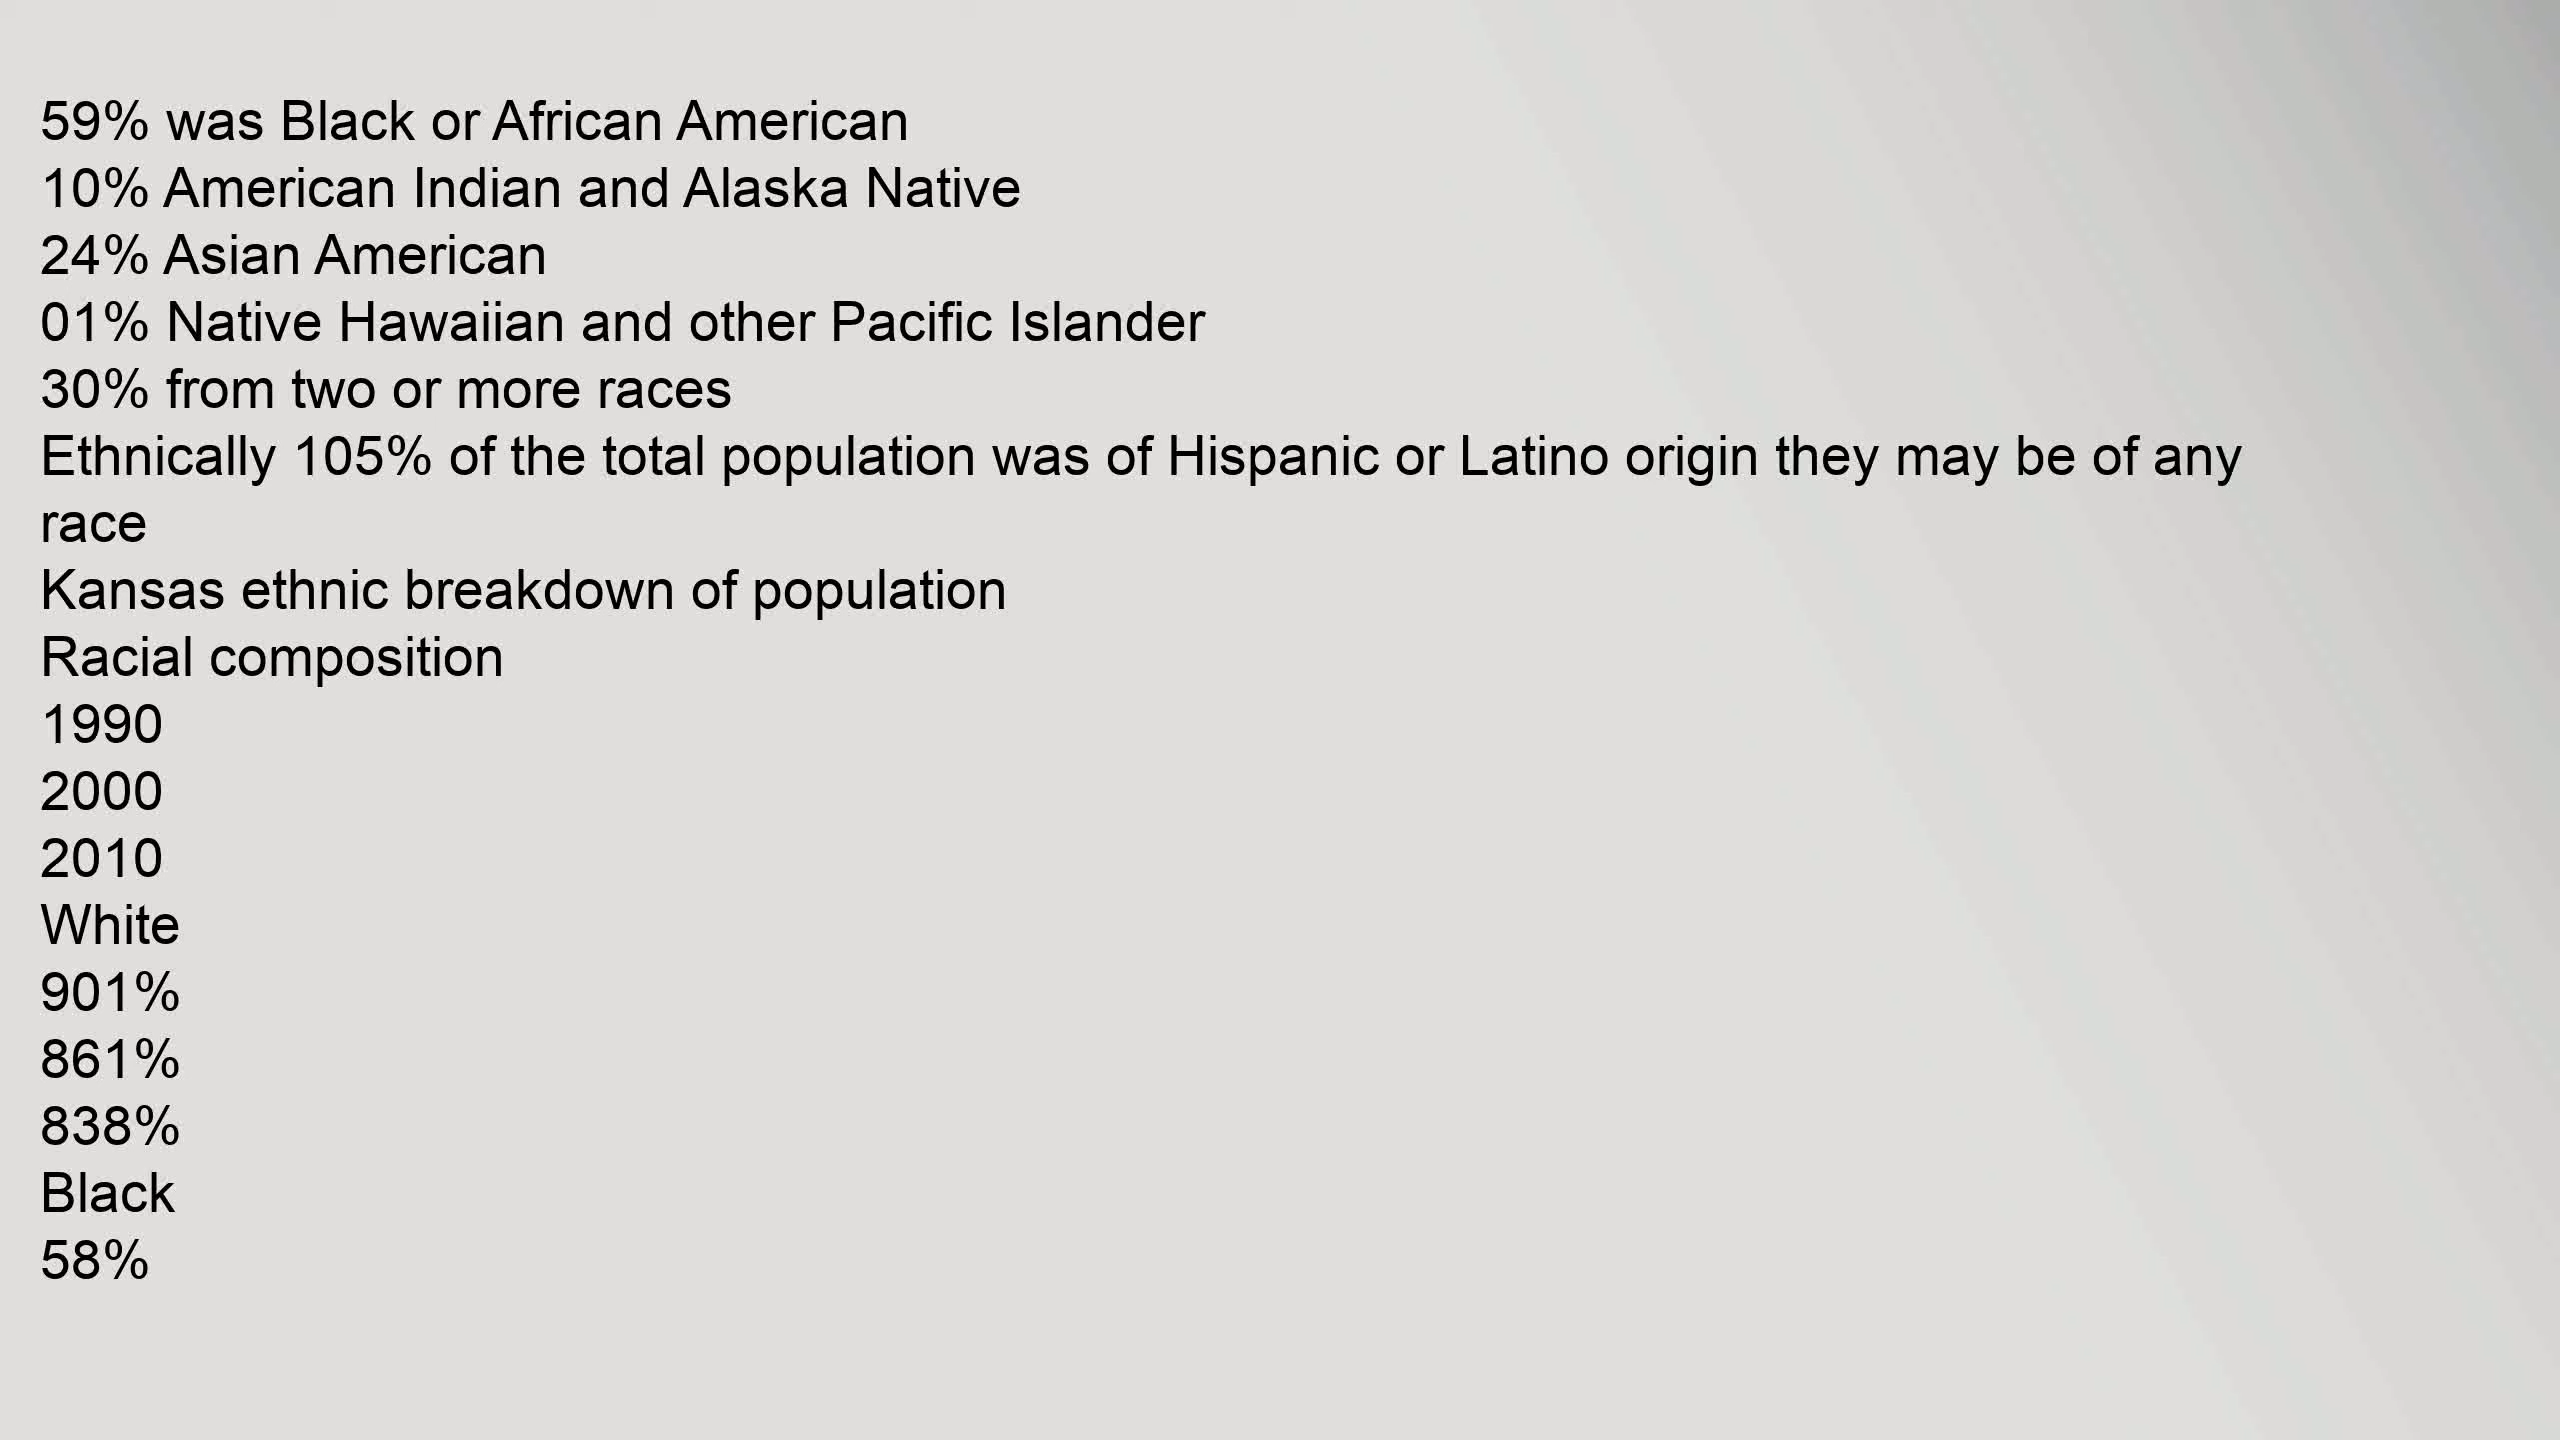 59% was Black or African American
10% American Indian and Alaska Native
24% Asian American
01% Native Hawaiian and other Pacific Islander
30% from two or more races
Ethnically 105% of the total population was of Hispanic or Latino origin they may be of any
race
Kansas ethnic breakdown of population
Racial composition
1990
2000
2010
White
901%
861%
838%
Black
58%